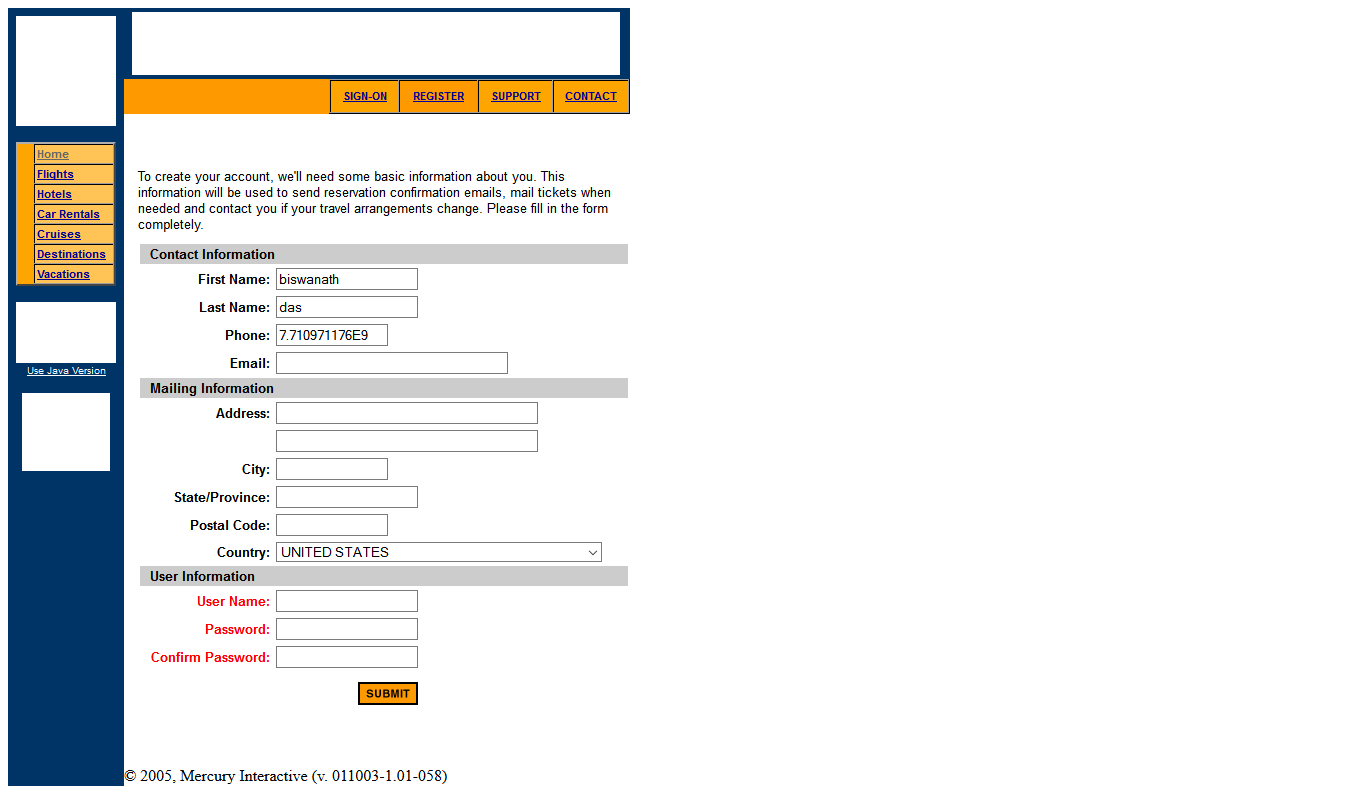 SIGN-ON REGISTER SUPPORT CONTACT
Home
Flights
Hotels
Car Rentals
Cruises
Destinations
Vacations
Use Java Version
To create your account, we'll need some basic information about you. This
information will be used to send reservation confirmation emails, mail tickets when
needed and contact you if your travel arrangements change. Please fill in the form
completely.
Contact Information
First Name: biswanath
Last Name: das
Phone: 7.710971176E9
Email:
Mailing Information
Address:
City:
State/Province:
Postal Code:
Country: UNITED STATES
User Information
User Name:
Password:
Confirm Password:
SUBMIT
© 2005, Mercury Interactive (v. 011003-1.01-058)